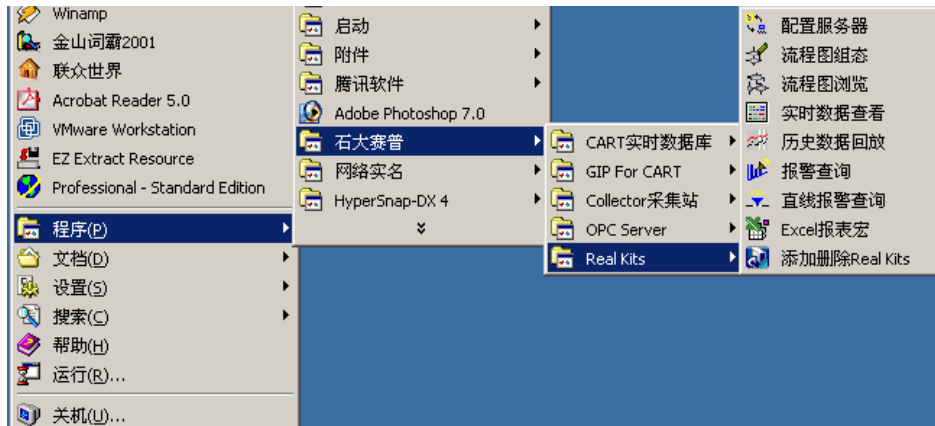 Winamp
金山词霸2001
联众世界
Acrobat Reader 5.0
VMware Workstation
EZ Extract Resource
Professional - Standard Edition
程序(P)
文档(D)
设置(S)
搜索(C)
帮助(H)
运行(R)...
关机(U)...
启动
附件
腾讯软件
Adobe Photoshop 7.0
石大赛普
网络实名
HyperSnap-DX 4
CART实时数据库
GIP For CART
Collector采集站
OPC Server
Real Kits
配置服务器
流程图组态
流程图浏览
实时数据查看
历史数据回放
报警查询
直线报警查询
Excel报表宏
添加删除Real Kits